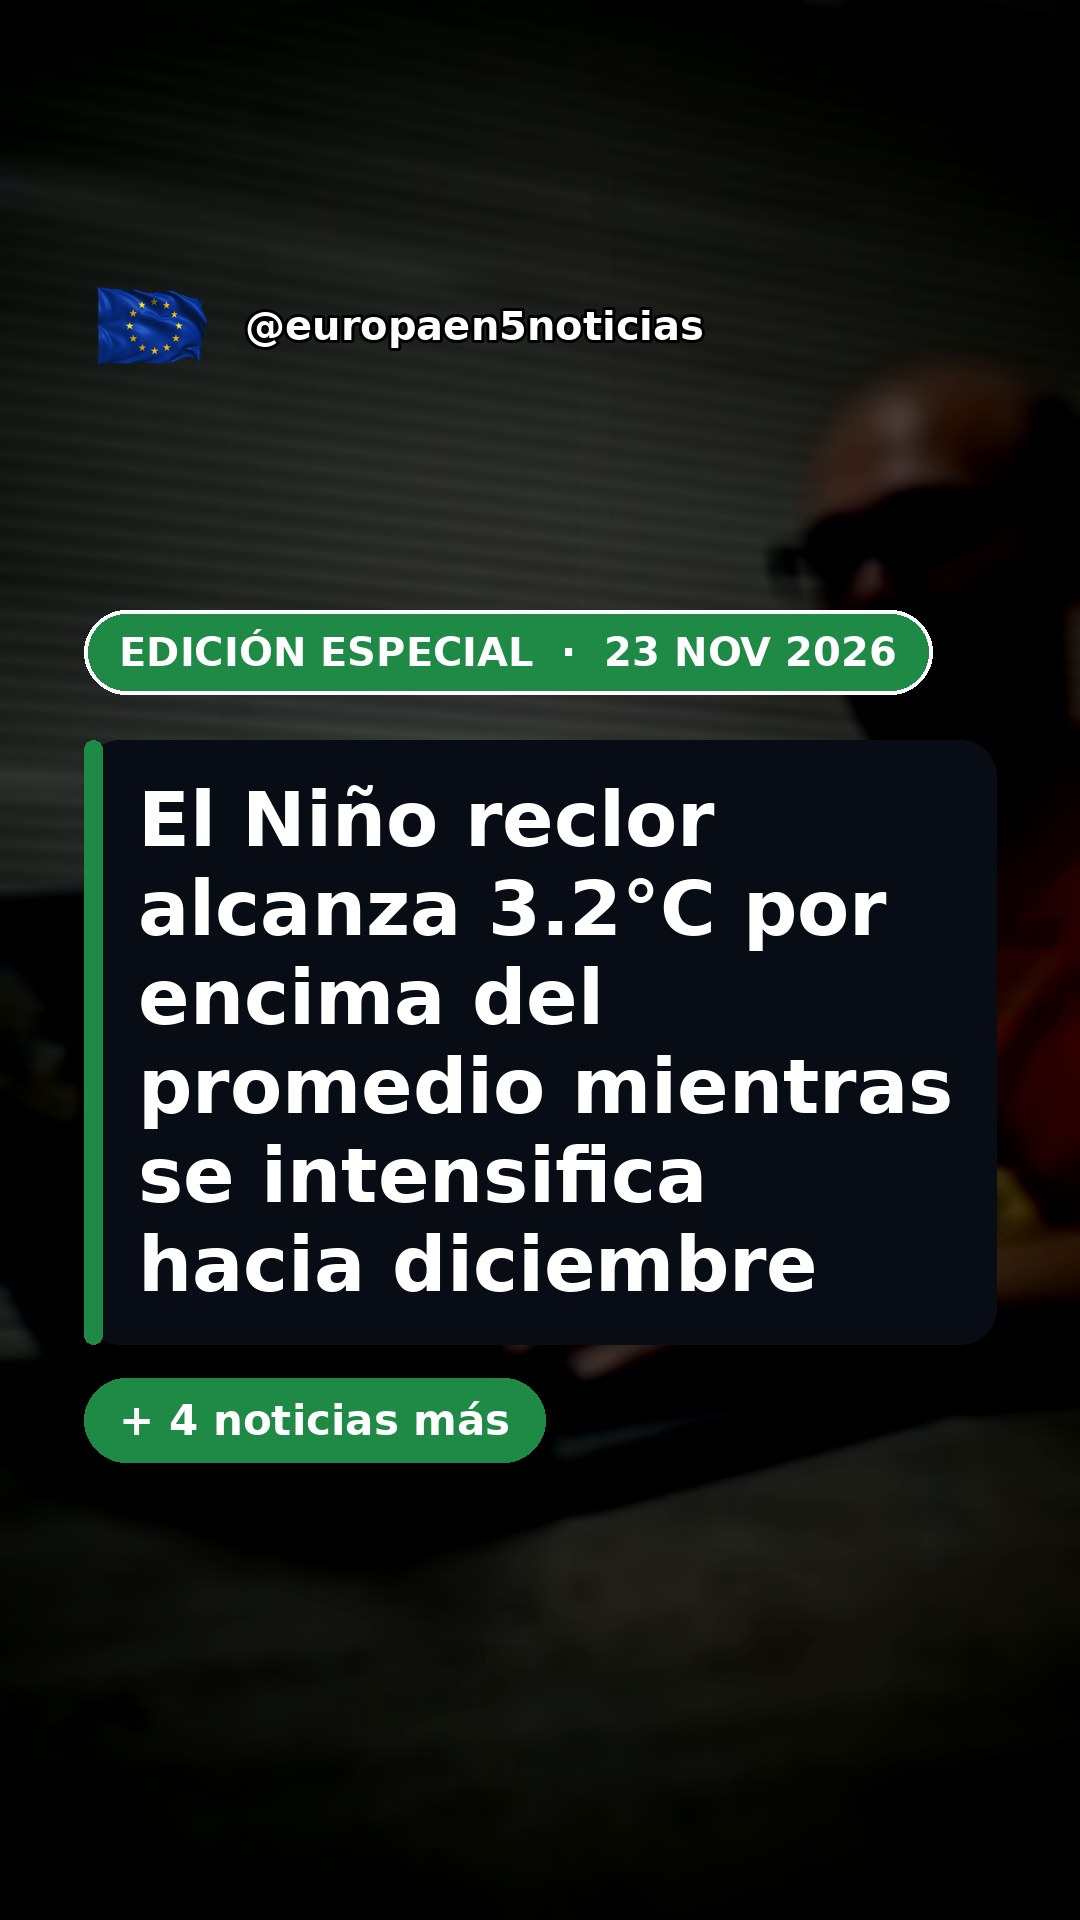 @europaen5noticias
EDICIÓN ESPECIAL · 23 NOV 2026
El Niño reclor
alcanza 3.2°C por
encima del
promedio mientras
se intensifica
hacia diciembre
+ 4 noticias más